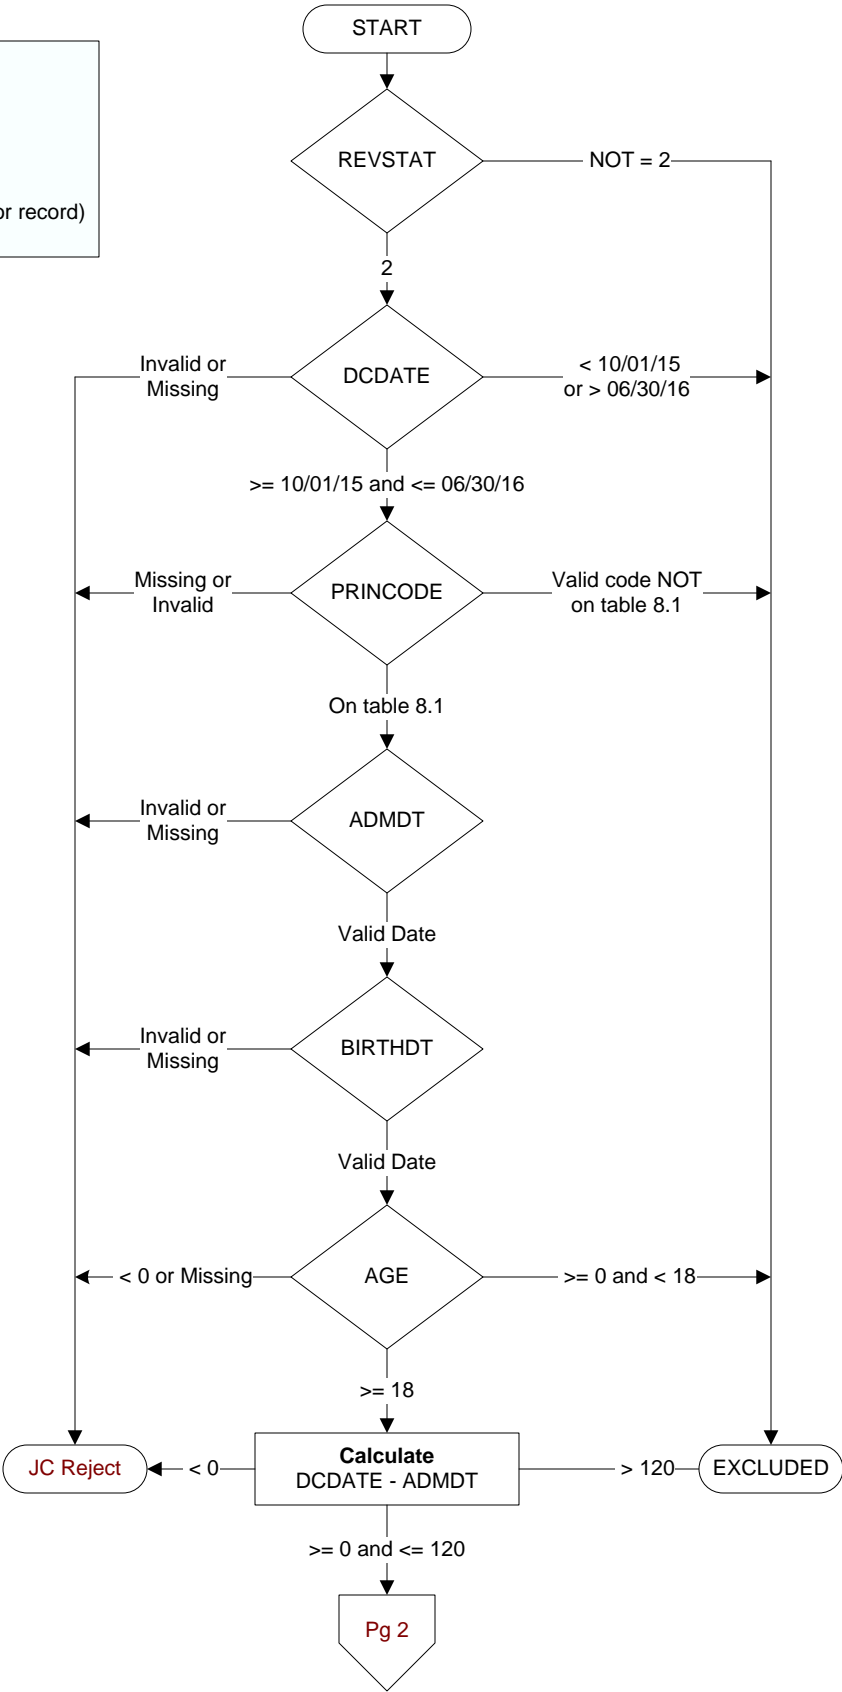 START
REVSTAT
NOT = 2
or record)
2
Invalid or
Missing
DCDATE
< 10/01/15
or > 06/30/16
>= 10/01/15 and <= 06/30/16
Missing or
Invalid
PRINCODE
Valid code NOT
on table 8.1
On table 8.1
Invalid or
Missing
ADMDT
Valid Date
Invalid or
Missing
BIRTHDT
Valid Date
< 0 or Missing
AGE
>= 0 and < 18
>= 18
JC Reject
< 0
Calculate
DCDATE - ADMDT
> 120
EXCLUDED
>= 0 and <= 120
Pg 2